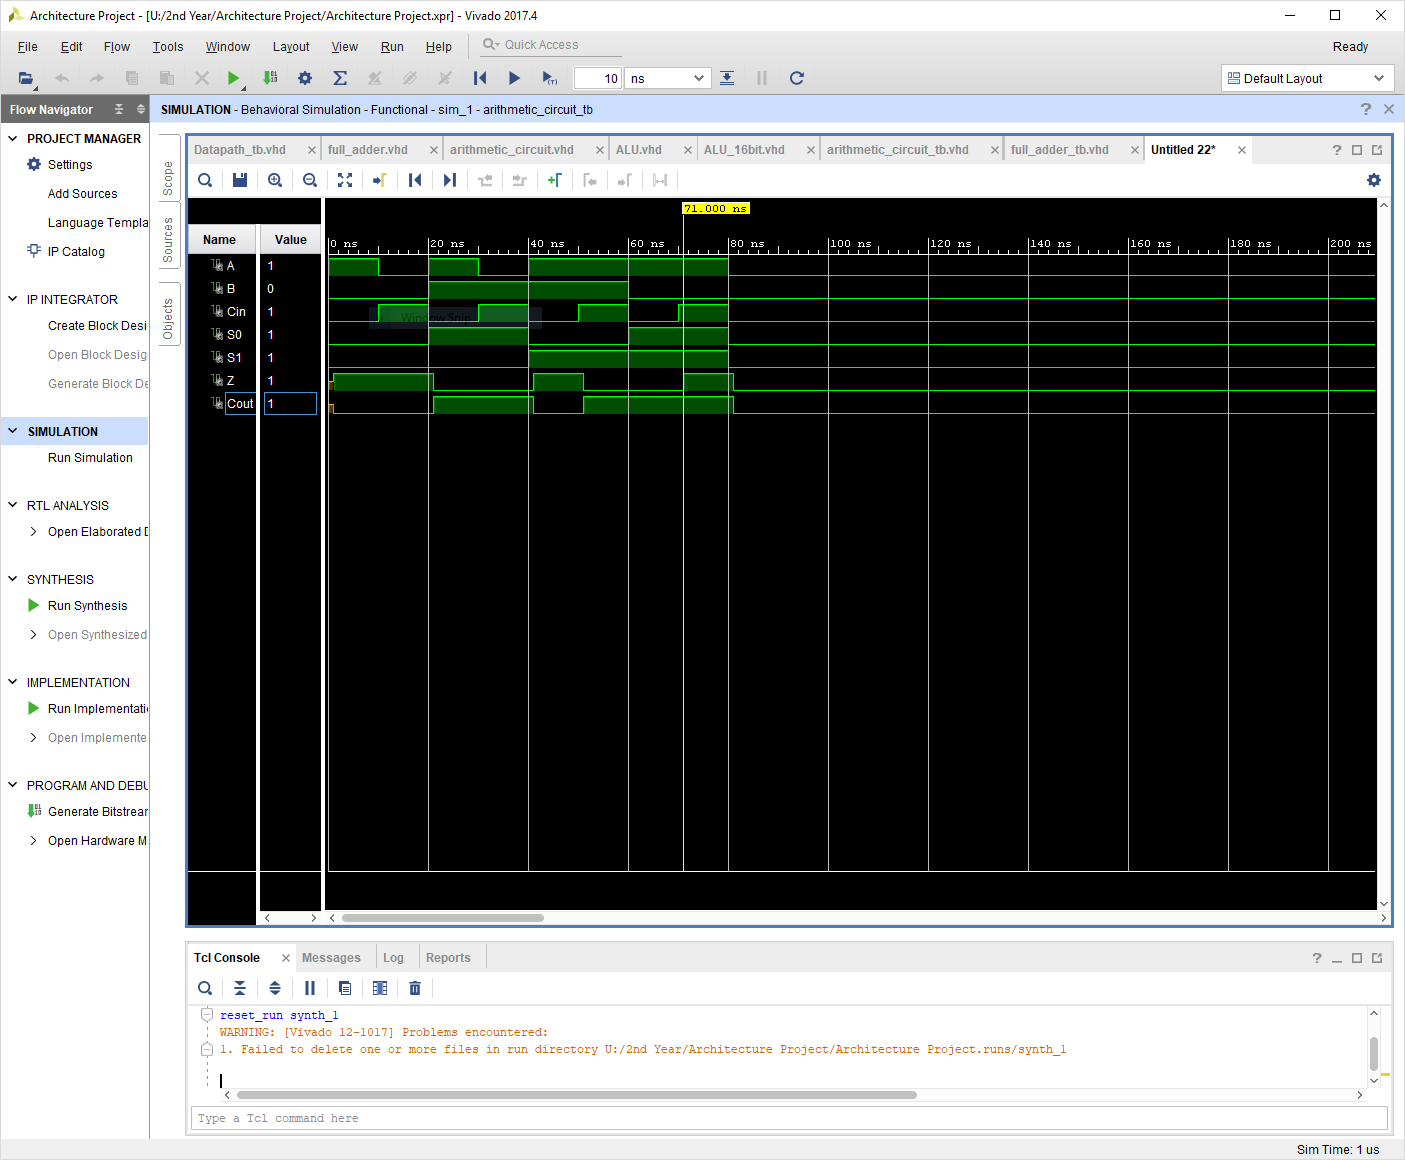 Architecture Project - [U:/2nd Year/Architecture Project/Architecture Project.xpr] - Vivado 2017.4
File Edit Flow Tools Window Layout View Run Help Quick Access Ready
10 ns Default Layout
Flow Navigator
SIMULATION - Behavioral Simulation - Functional - sim_1 - arithmetic_circuit_tb
PROJECT MANAGER
Settings
Add Sources
Language Templa
IP Catalog
IP INTEGRATOR
Create Block Desi
Open Block Desig
Generate Block De
SIMULATION
Run Simulation
RTL ANALYSIS
Open Elaborated D
SYNTHESIS
Run Synthesis
Open Synthesized
IMPLEMENTATION
Run Implementati
Open Implemente
PROGRAM AND DEBU
Generate Bitstrear
Open Hardware M
Scope
Sources
Objects
Datapath_tb.vhd full_adder.vhd arithmetic_circuit.vhd ALU.vhd ALU_16bit.vhd arithmetic_circuit_tb.vhd full_adder_tb.vhd Untitled 22*
71.000 ns
Name Value
0 ns 20 ns 40 ns 60 ns 80 ns 100 ns 120 ns 140 ns 160 ns 180 ns 200 ns
A 1
B 0
Cin 1
Window Snip
S0 1
S1 1
Z 1
Cout 1
Tcl Console Messages Log Reports
reset_run synth_1
WARNING: [Vivado 12-1017] Problems encountered:
1. Failed to delete one or more files in run directory U:/2nd Year/Architecture Project/Architecture Project.runs/synth_1
Type a Tcl command here
Sim Time: 1 us